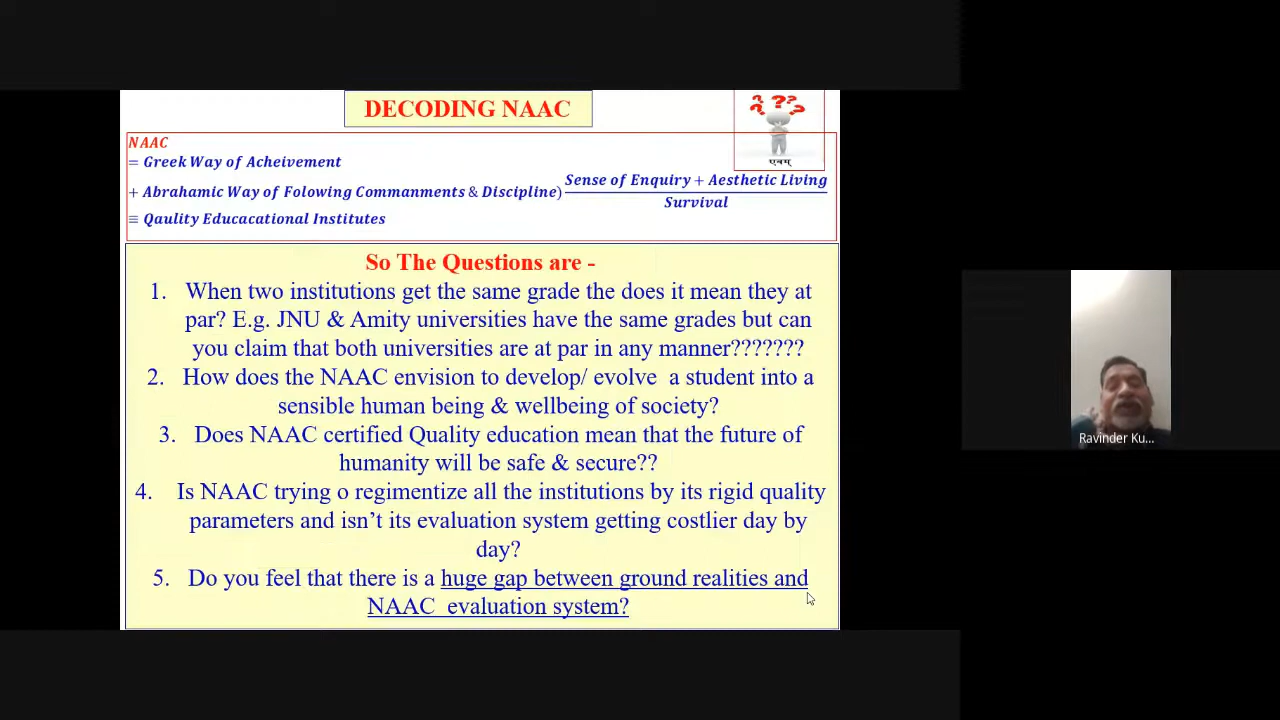 DECODING NAAC
??
? ?
? ?
एवम्
NAAC
= Greek Way of Acheivement
+ Abrahamic Way of Folowing Commanments & Discipline) Sense of Enquiry + Aesthetic Living
Survival
≡ Qaulity Educacational Institutes
So The Questions are -
1. When two institutions get the same grade the does it mean they at
par? E.g. JNU & Amity universities have the same grades but can
you claim that both universities are at par in any manner???????
2. How does the NAAC envision to develop/ evolve a student into a
sensible human being & wellbeing of society?
3. Does NAAC certified Quality education mean that the future of
humanity will be safe & secure??
4. Is NAAC trying o regimentize all the institutions by its rigid quality
parameters and isn’t its evaluation system getting costlier day by
day?
5. Do you feel that there is a huge gap between ground realities and
NAAC evaluation system?
Ravinder Ku...